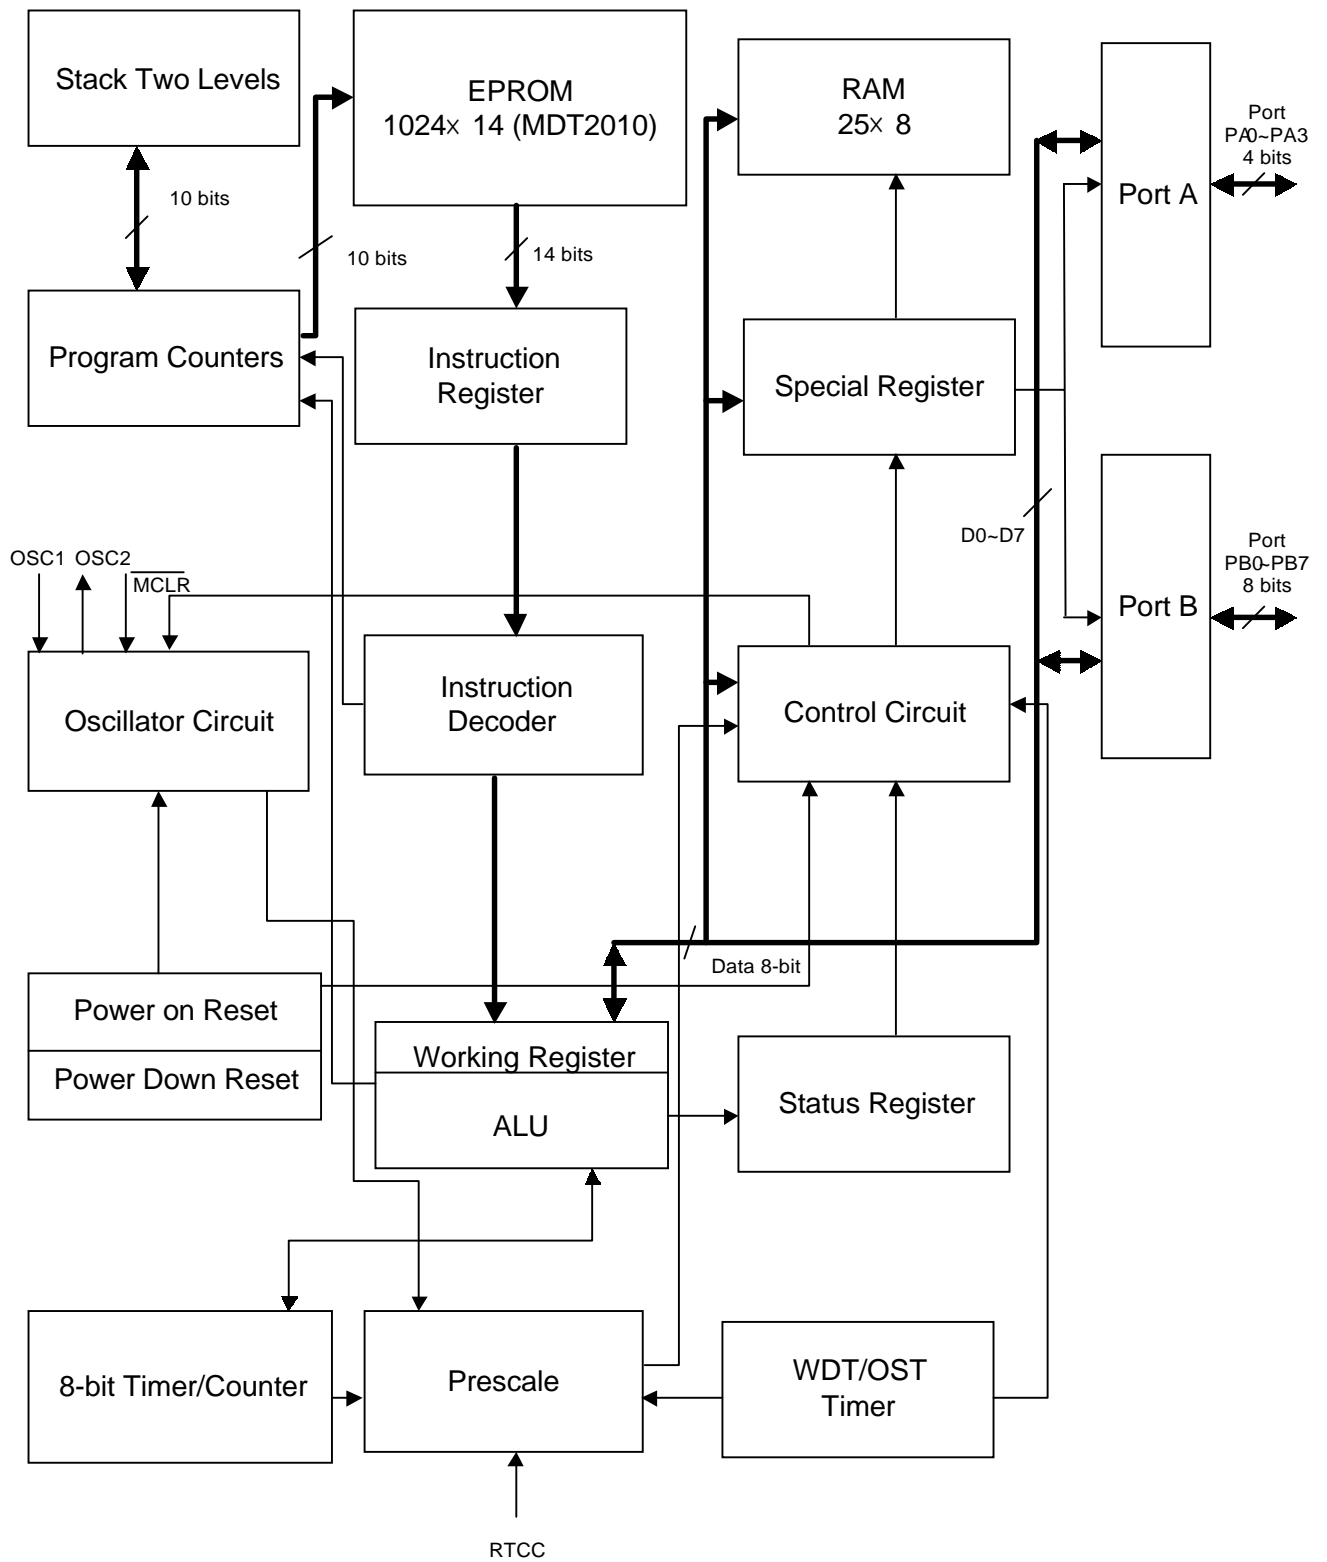 Stack Two Levels
EPROM
1024× 14 (MDT2010)
RAM
25× 8
Port
PA0~PA3
4 bits
Port A
10 bits
10 bits
14 bits
Program Counters
Instruction
Register
Special Register
D0~D7
Port
PB0~PB7
8 bits
Port B
OSC1 OSC2
MCLR
Oscillator Circuit
Instruction
Decoder
Control Circuit
Data 8-bit
Power on Reset
Power Down Reset
Working Register
ALU
Status Register
8-bit Timer/Counter
Prescale
WDT/OST
Timer
RTCC